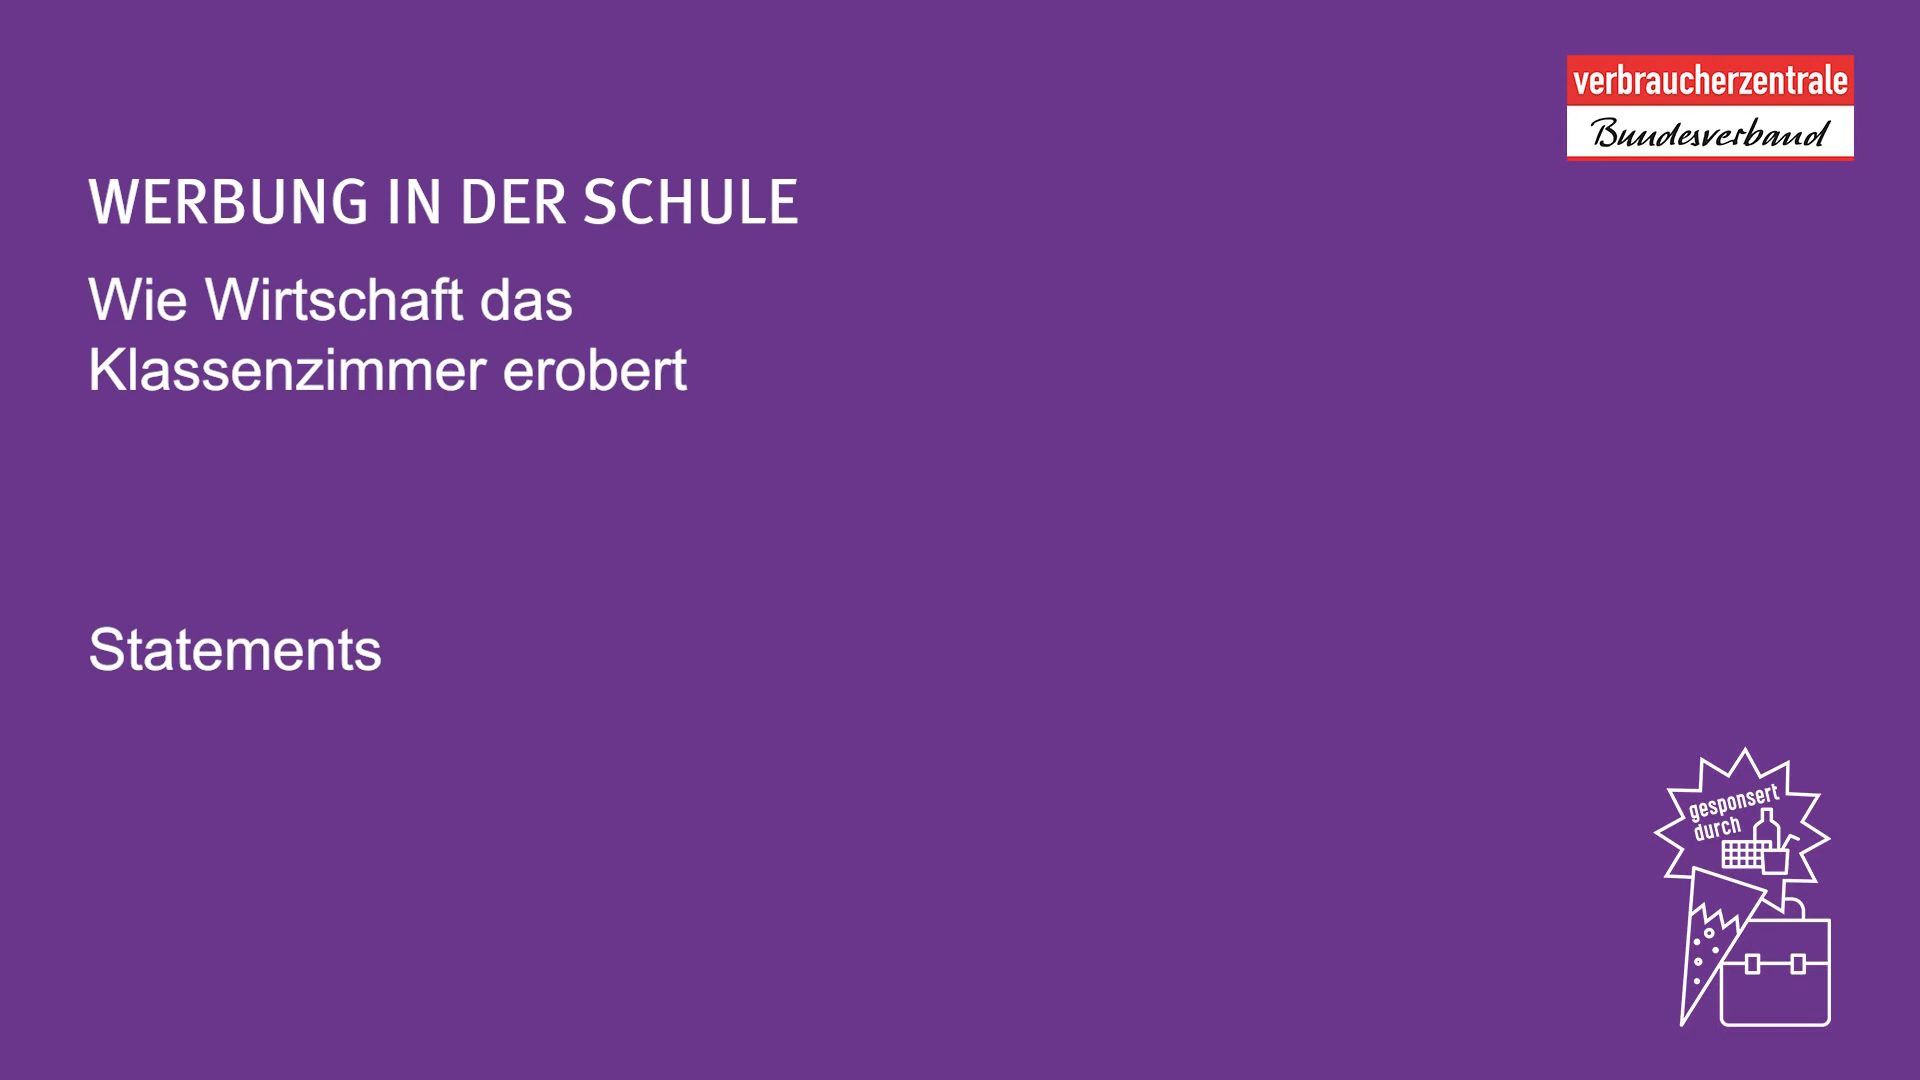 verbraucherzentrale
Bundesverband
WERBUNG IN DER SCHULE
Wie Wirtschaft das
Klassenzimmer erobert
Statements
gesponsert
durch